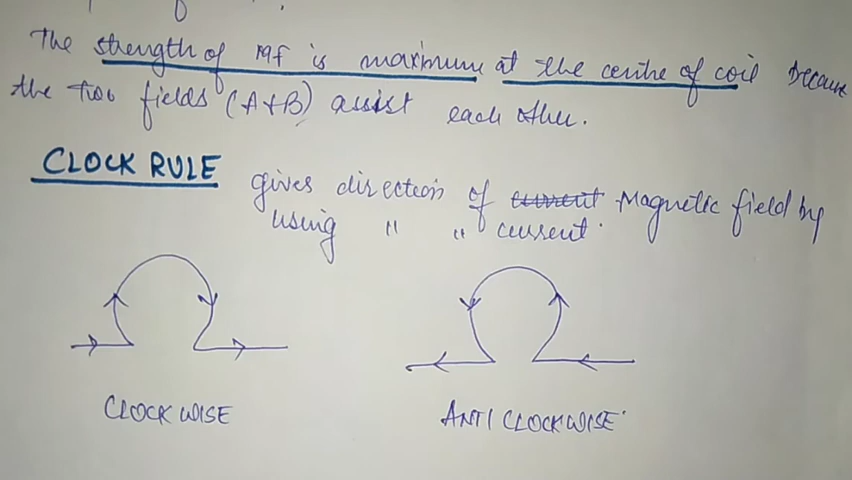 The strength of Mf is maximum at the centre of coil because
the two fields (A+B) assist each other.
CLOCK RULE
gives direction of current Magnetic field by
using " " current.
CLOCK WISE
ANTI CLOCKWISE